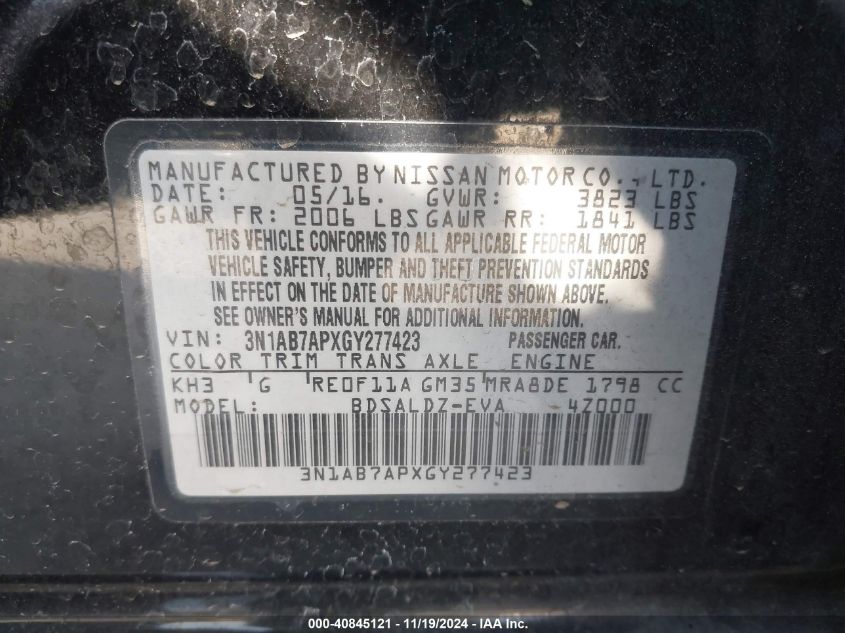 MANUFACTURED BY NISSAN MOTOR CO., LTD.
DATE: 05/16. GVWR: 3823 LBS
GAWR FR: 2006 LBS GAWR RR: 1841 LBS
THIS VEHICLE CONFORMS TO ALL APPLICABLE FEDERAL MOTOR
VEHICLE SAFETY, BUMPER AND THEFT PREVENTION STANDARDS
IN EFFECT ON THE DATE OF MANUFACTURE SHOWN ABOVE.
SEE OWNER'S MANUAL FOR ADDITIONAL INFORMATION.
VIN: 3N1AB7APXGY277423 PASSENGER CAR.
COLOR TRIM TRANS AXLE ENGINE
KH3 G RE0F11A GM35 MRA8DE 1798 CC
MODEL: BDSALDZ-EVA 4Z000
3N1AB7APXGY277423
000-40845121 - 11/19/2024 - IAA Inc.